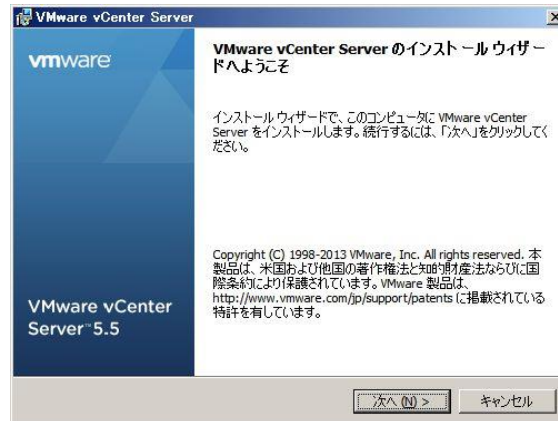 VMware vCenter Server
vmware
VMware vCenter Server のインストール ウィザー
ドへようこそ
インストール ウィザードで、このコンピュータに VMware vCenter
Server をインストールします。続行するには、「次へ」をクリックしてく
ださい。
Copyright (C) 1998-2013 VMware, Inc. All rights reserved. 本
製品は、米国および他国の著作権法と知的財産法ならびに国
際条約により保護されています。VMware 製品は、
http://www.vmware.com/jp/support/patents に掲載されている
特許を有しています。
VMware vCenter
Server™ 5.5
次へ (N) >
キャンセル